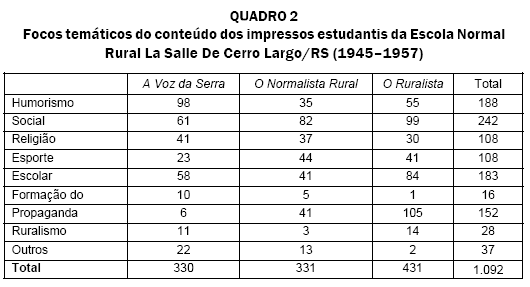 QUADRO 2
Focos temáticos do conteúdo dos impressos estudantis da Escola Normal
Rural La Salle De Cerro Largo/RS (1945–1957)
A Voz da Serra O Normalista Rural O Ruralista Total
Humorismo 98 35 55 188
Social 61 82 99 242
Religião 41 37 30 108
Esporte 23 44 41 108
Escolar 58 41 84 183
Formação do 10 5 1 16
Propaganda 6 41 105 152
Ruralismo 11 3 14 28
Outros 22 13 2 37
Total 330 331 431 1.092